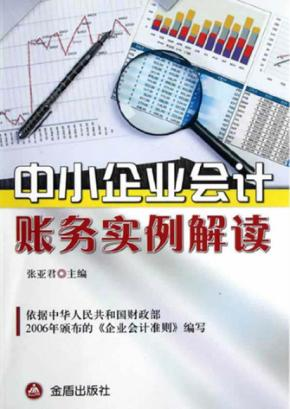 中小企业会计
账务实例解读
张亚君 主编
依据中华人民共和国财政部
2006年颁布的《企业会计准则》编写
金盾出版社